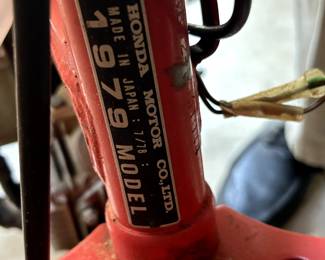 HONDA MOTOR CO., LTD.
MADE IN JAPAN : 7/78 :
1979 MODEL